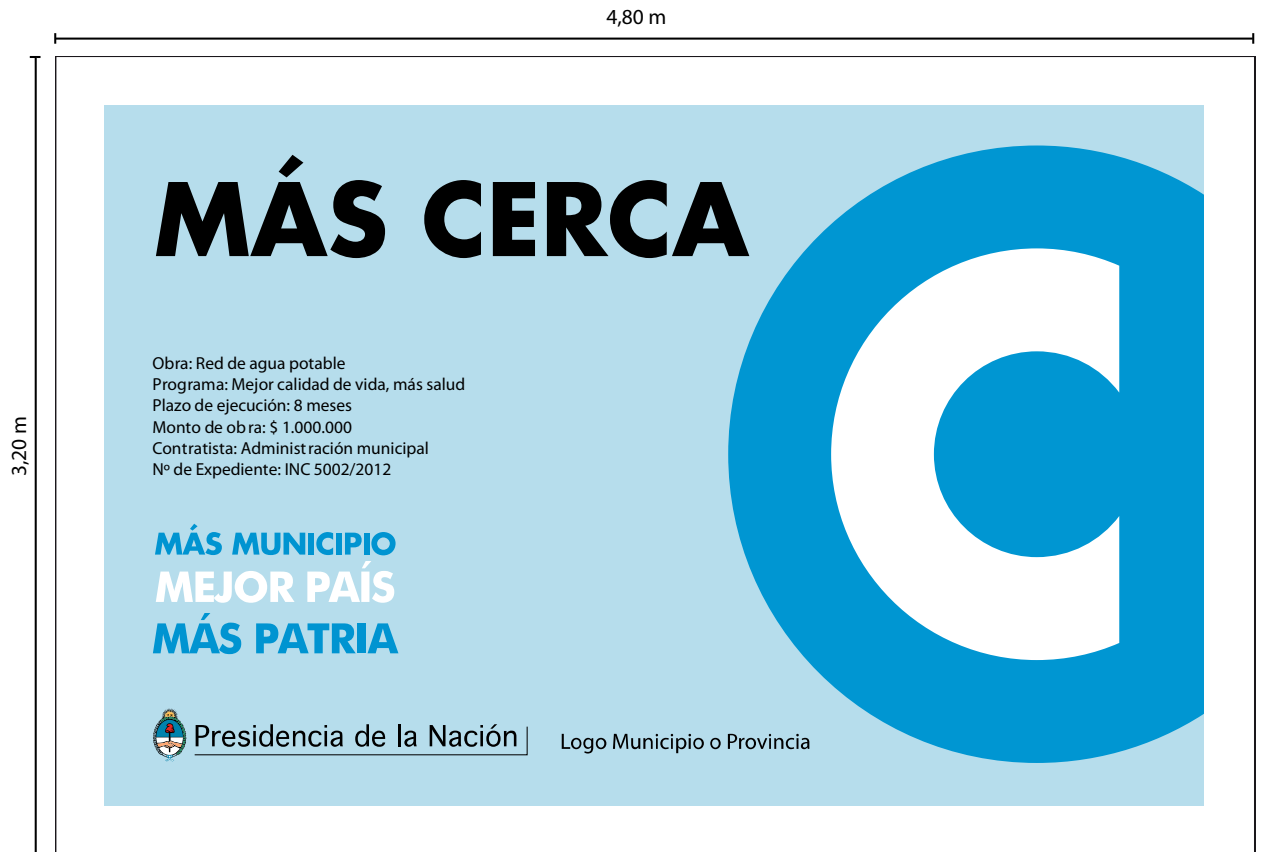 4,80 m
3,20 m
MÁS CERCA
Obra: Red de agua potable
Programa: Mejor calidad de vida, más salud
Plazo de ejecución: 8 meses
Monto de obra: $ 1.000.000
Contratista: Administración municipal
Nº de Expediente: INC 5002/2012
MÁS MUNICIPIO
MEJOR PAÍS
MÁS PATRIA
Presidencia de la Nación
Logo Municipio o Provincia